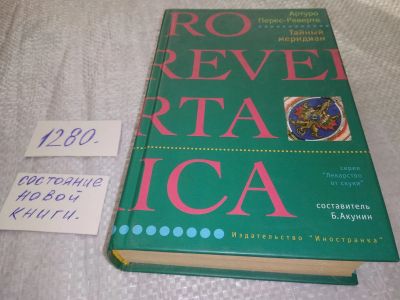 1280.
состояние
новой
книги.
RO
REVE
RTA
ICA
Артуро
Перес-Реверте
Тайный
меридиан
серия
"Лекарство
от скуки"
составитель
Б.Акунин
Издательство "Иностранка"